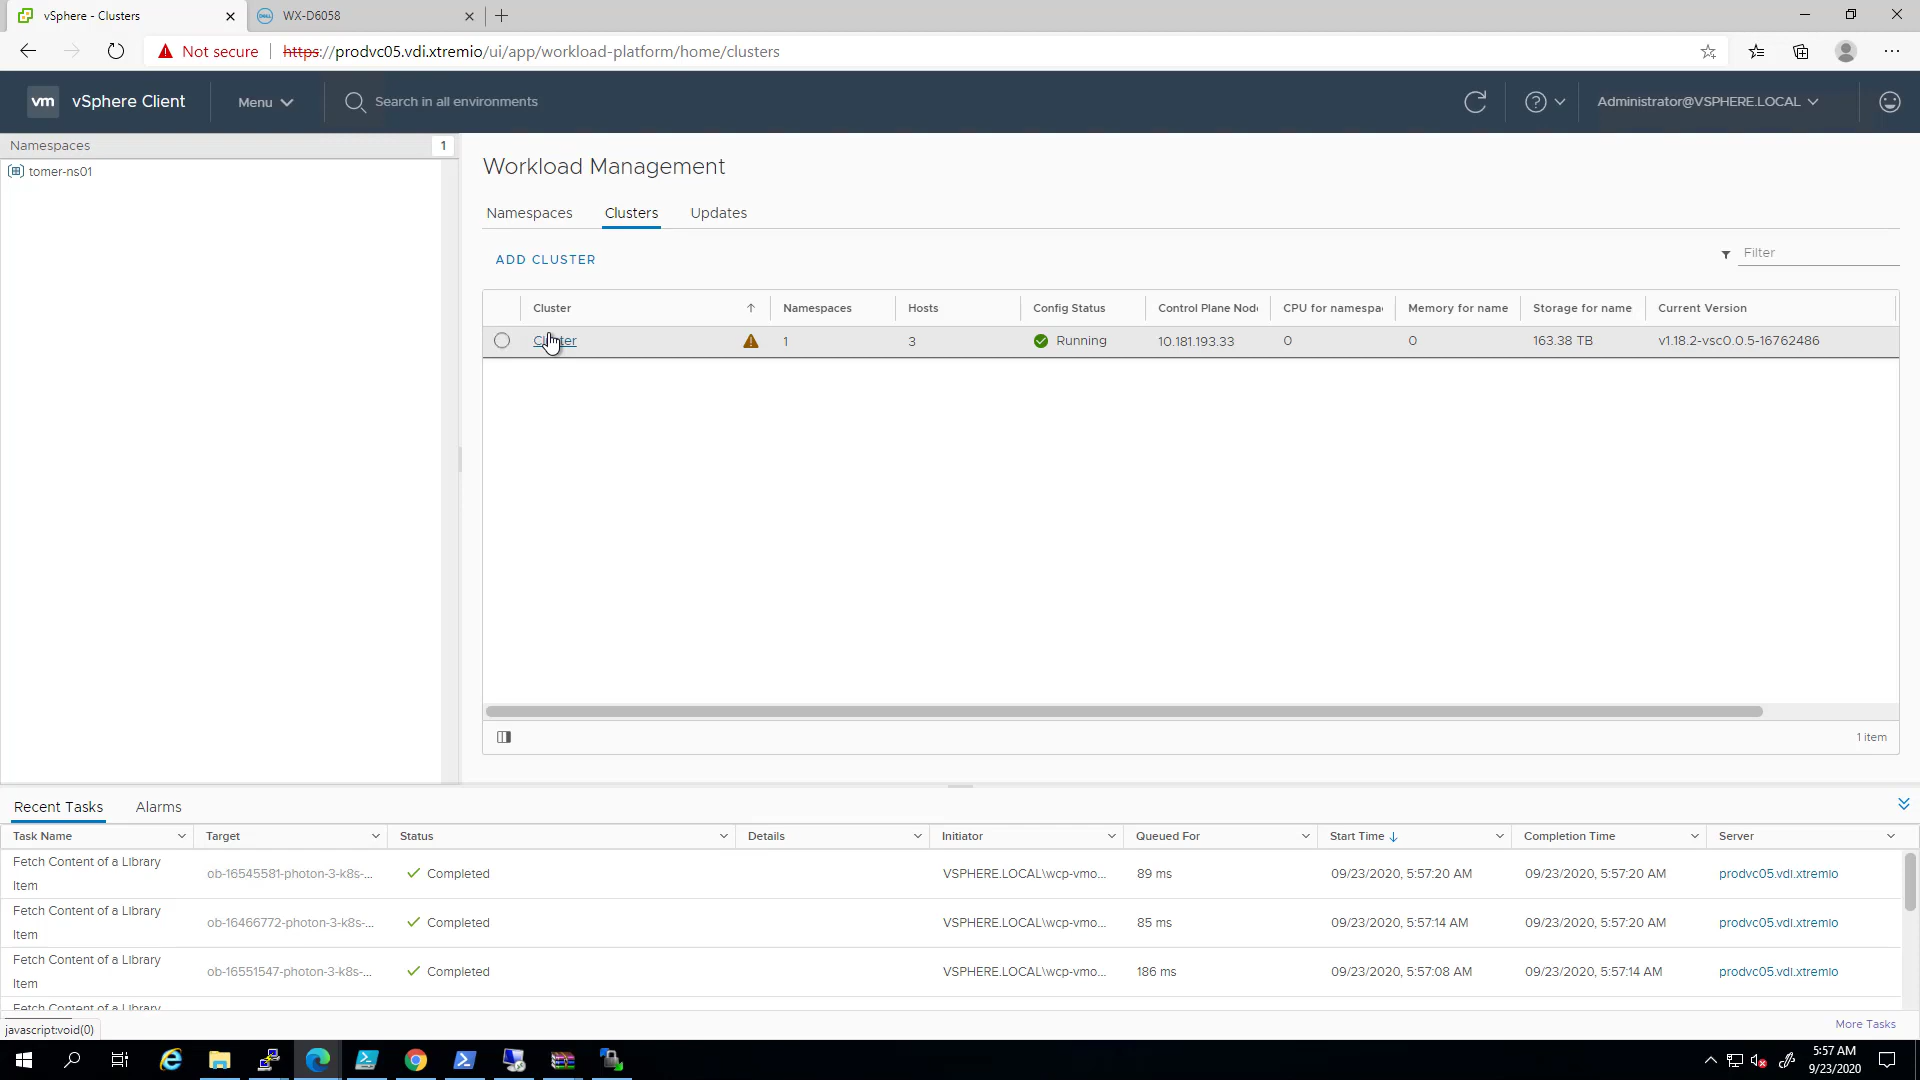 vSphere - Clusters
WX-D6058
Not secure
https://prodvc05.vdi.xtremio/ui/app/workload-platform/home/clusters
vm
vSphere Client
Menu
Search in all environments
Administrator@VSPHERE.LOCAL
Namespaces
1
tomer-ns01
Workload Management
Namespaces
Clusters
Updates
ADD CLUSTER
Filter
Cluster
Namespaces
Hosts
Config Status
Control Plane Node
CPU for namespa
Memory for name
Storage for name
Current Version
Cluster
1
3
Running
10.181.193.33
0
0
163.38 TB
v1.18.2-vsc0.0.5-16762486
1 item
Recent Tasks
Alarms
Task Name
Target
Status
Details
Initiator
Queued For
Start Time
Completion Time
Server
Fetch Content of a Library
Item
ob-16545581-photon-3-k8s-...
Completed
VSPHERE.LOCAL\wcp-vmo...
89 ms
09/23/2020, 5:57:20 AM
09/23/2020, 5:57:20 AM
prodvc05.vdi.xtremio
Fetch Content of a Library
Item
ob-16466772-photon-3-k8s-...
Completed
VSPHERE.LOCAL\wcp-vmo...
85 ms
09/23/2020, 5:57:14 AM
09/23/2020, 5:57:20 AM
prodvc05.vdi.xtremio
Fetch Content of a Library
Item
ob-16551547-photon-3-k8s-...
Completed
VSPHERE.LOCAL\wcp-vmo...
186 ms
09/23/2020, 5:57:08 AM
09/23/2020, 5:57:14 AM
prodvc05.vdi.xtremio
Fetch Content of a Library
More Tasks
javascript:void(0)
5:57 AM
9/23/2020